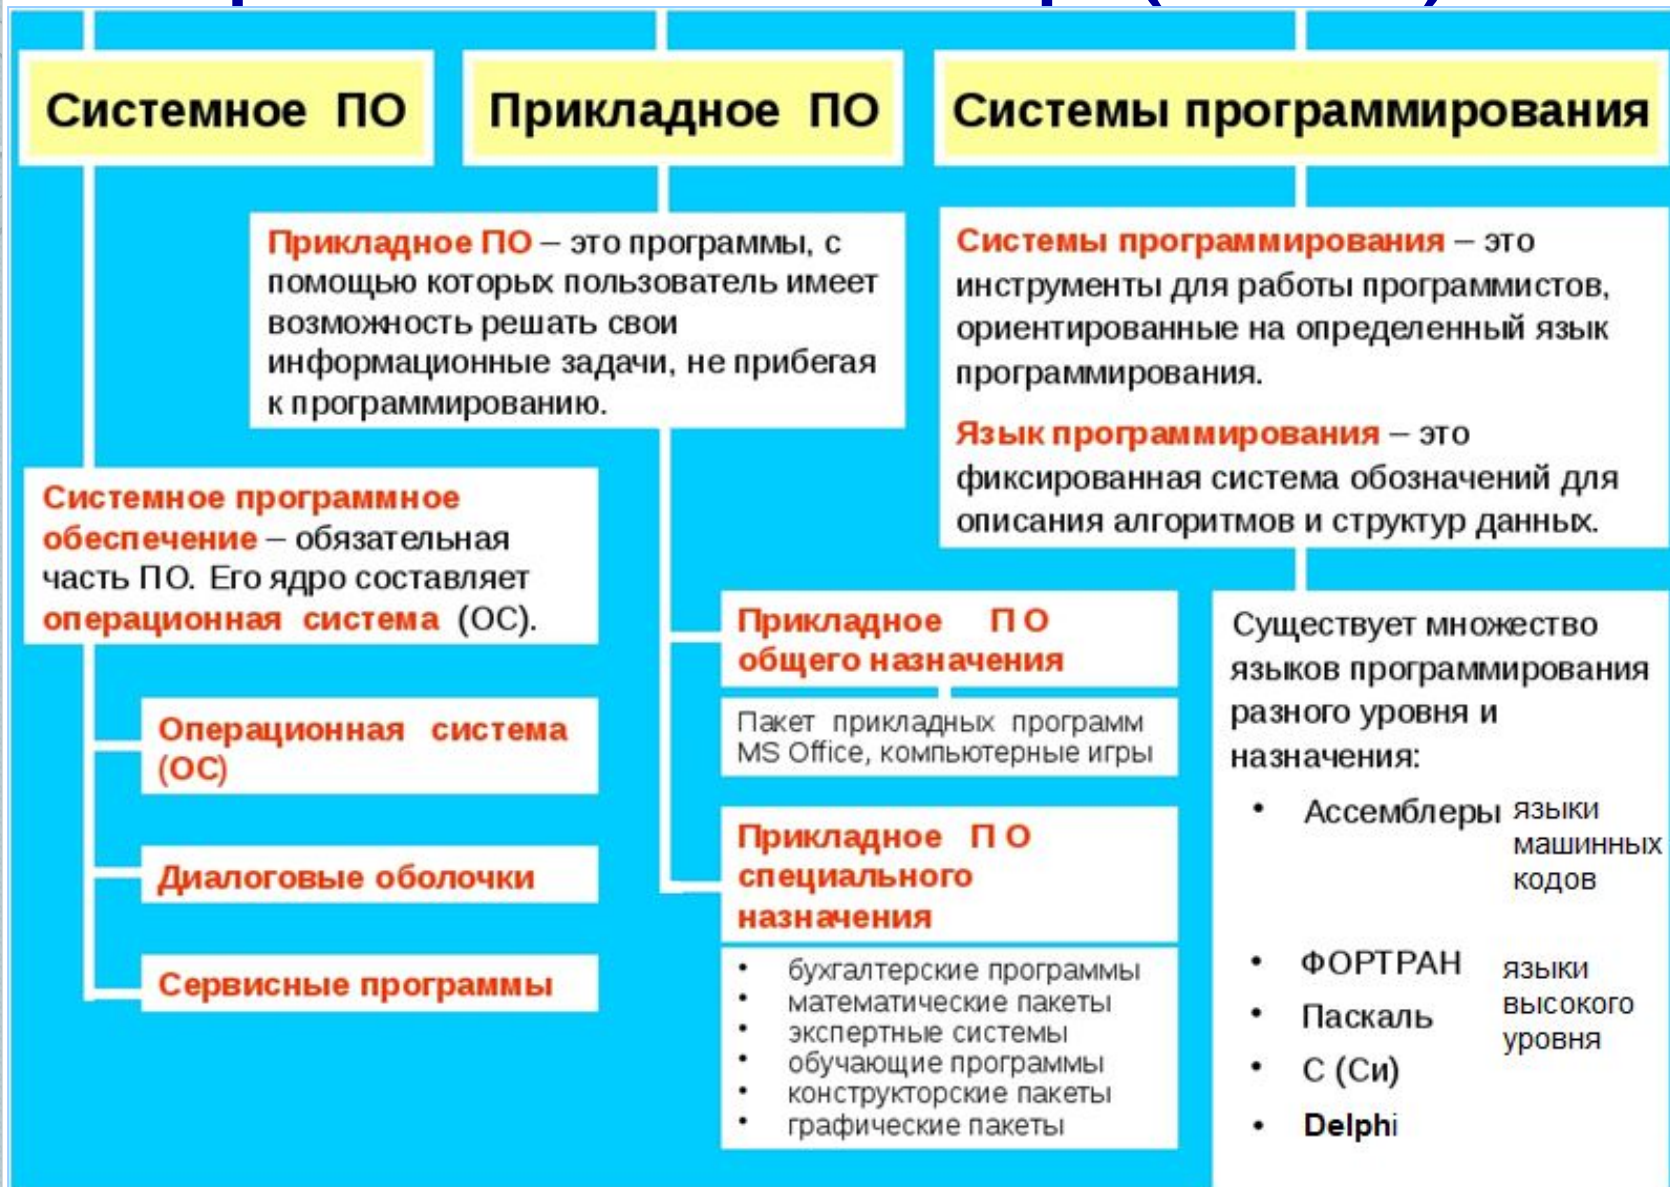 Системное ПО
Прикладное ПО
Системы программирования
Прикладное ПО – это программы, с
помощью которых пользователь имеет
возможность решать свои
информационные задачи, не прибегая
к программированию.
Системы программирования – это
инструменты для работы программистов,
ориентированные на определенный язык
программирования.
Язык программирования – это
фиксированная система обозначений для
описания алгоритмов и структур данных.
Системное программное
обеспечение – обязательная
часть ПО. Его ядро составляет
операционная система (ОС).
Операционная система
(ОС)
Диалоговые оболочки
Сервисные программы
Прикладное П О
общего назначения
Пакет прикладных программ
MS Office, компьютерные игры
Прикладное П О
специального
назначения
• бухгалтерские программы
• математические пакеты
• экспертные системы
• обучающие программы
• конструкторские пакеты
• графические пакеты
Существует множество
языков программирования
разного уровня и
назначения:
• Ассемблеры
языки
машинных
кодов
• ФОРТРАН
• Паскаль
• С (Си)
• Delphi
языки
высокого
уровня